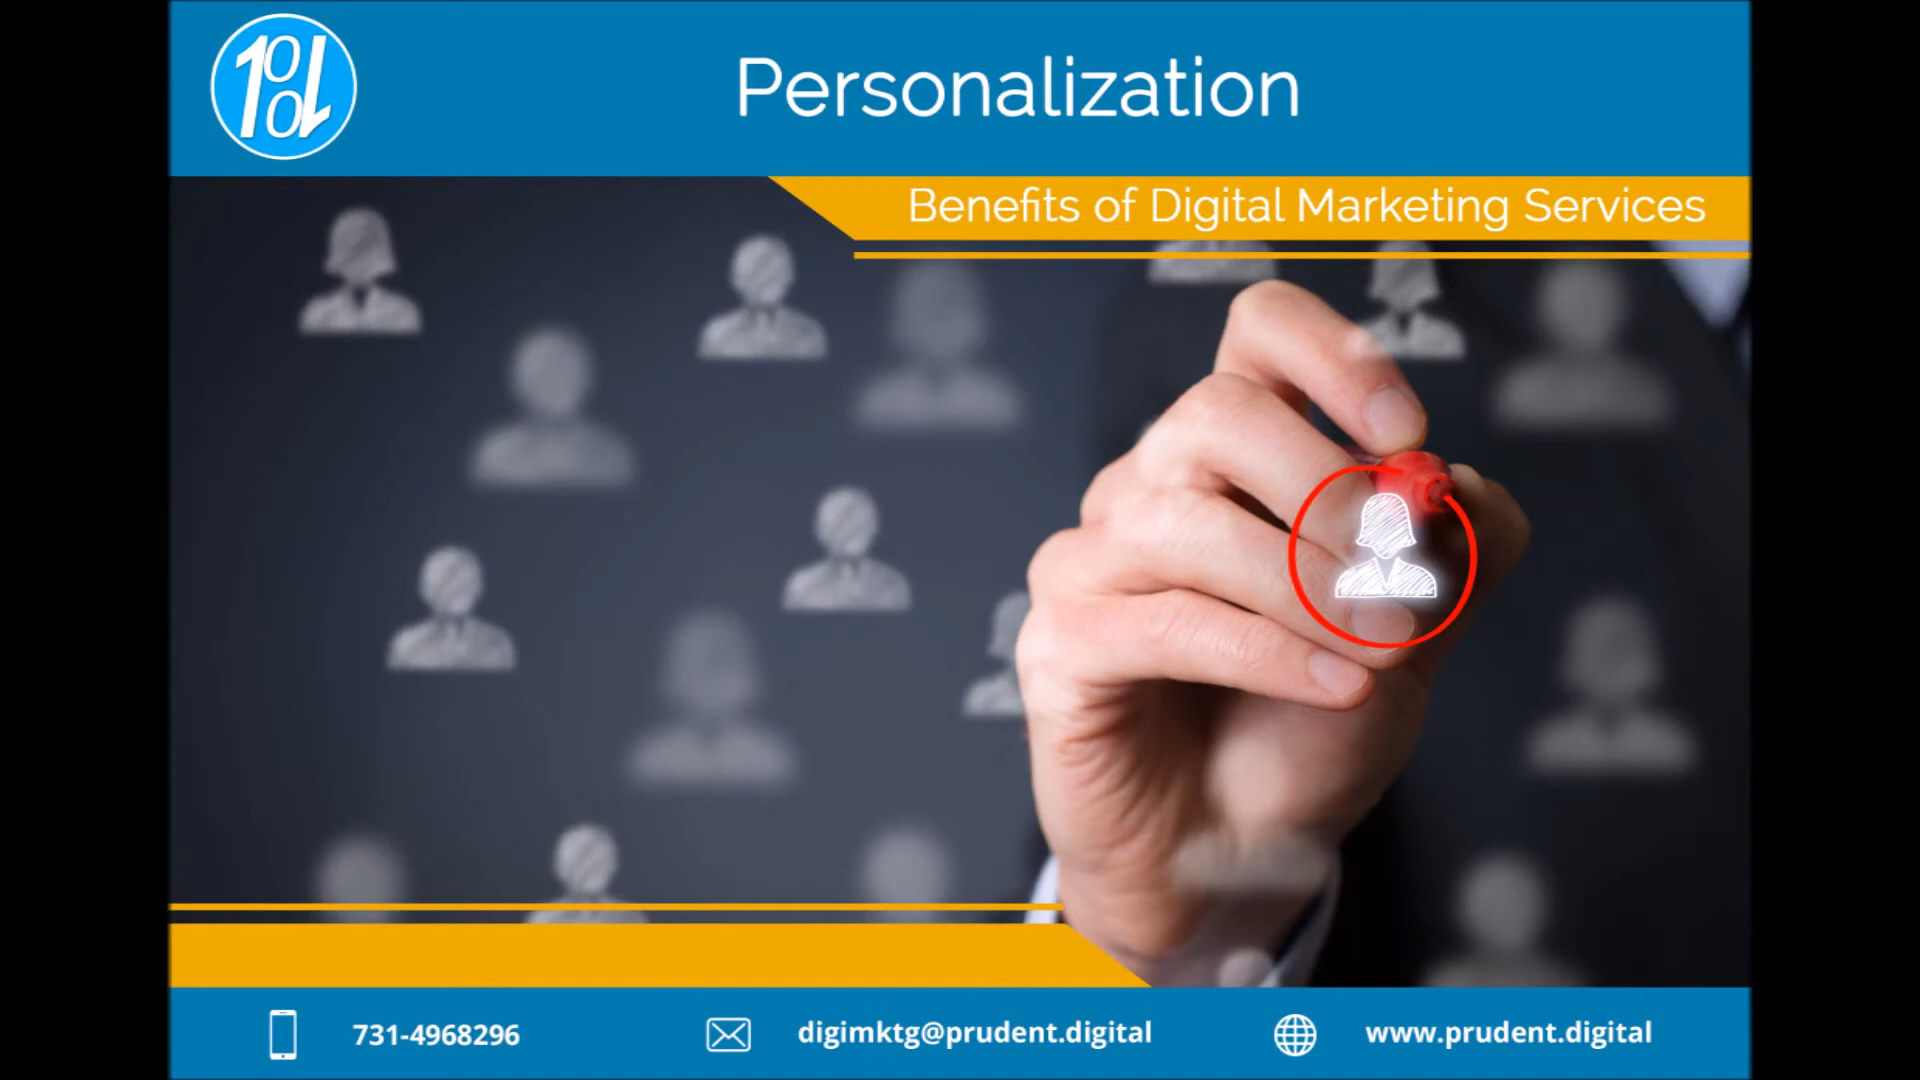 Personalization
Benefits of Digital Marketing Services
731-4968296
digimktg@prudent.digital
www.prudent.digital